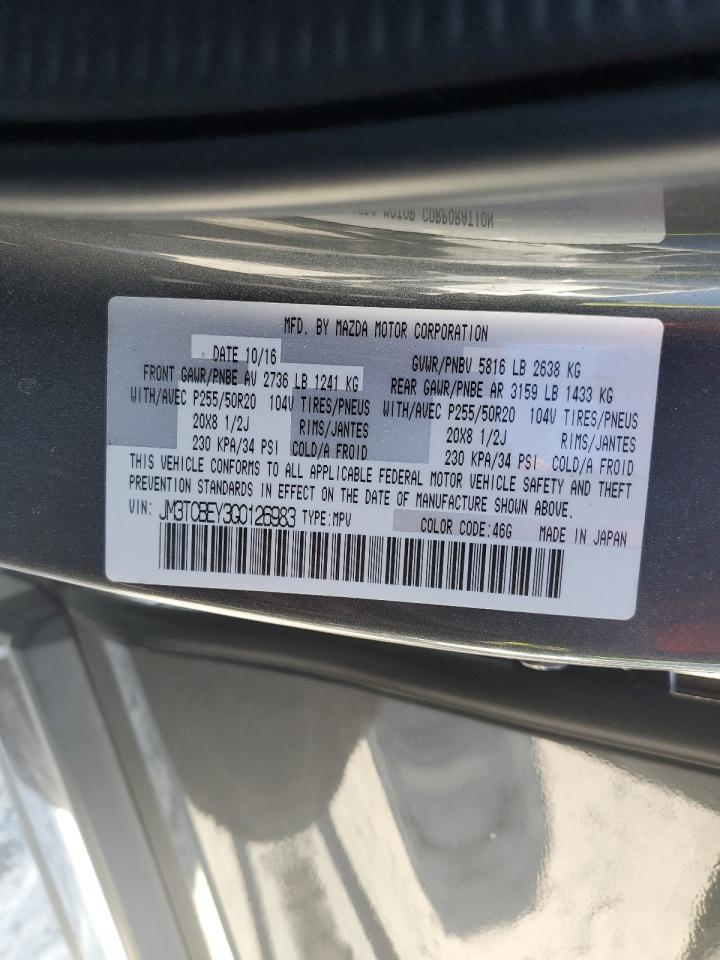 MOTOR CORPORATION
MFD. BY MAZDA MOTOR CORPORATION
DATE 10/16 GVWR/PNBV 5816 LB 2638 KG
FRONT GAWR/PNBE AV 2736 LB 1241 KG REAR GAWR/PNBE AR 3159 LB 1433 KG
WITH/AVEC P255/50R20 104V TIRES/PNEUS WITH/AVEC P255/50R20 104V TIRES/PNEUS
20X8 1/2J RIMS/JANTES 20X8 1/2J RIMS/JANTES
230 KPA/34 PSI COLD/A FROID 230 KPA/34 PSI COLD/A FROID
THIS VEHICLE CONFORMS TO ALL APPLICABLE FEDERAL MOTOR VEHICLE SAFETY AND THEFT
PREVENTION STANDARDS IN EFFECT ON THE DATE OF MANUFACTURE SHOWN ABOVE.
VIN: JM3TCBEY3G0126983 TYPE:MPV COLOR CODE:46G MADE IN JAPAN